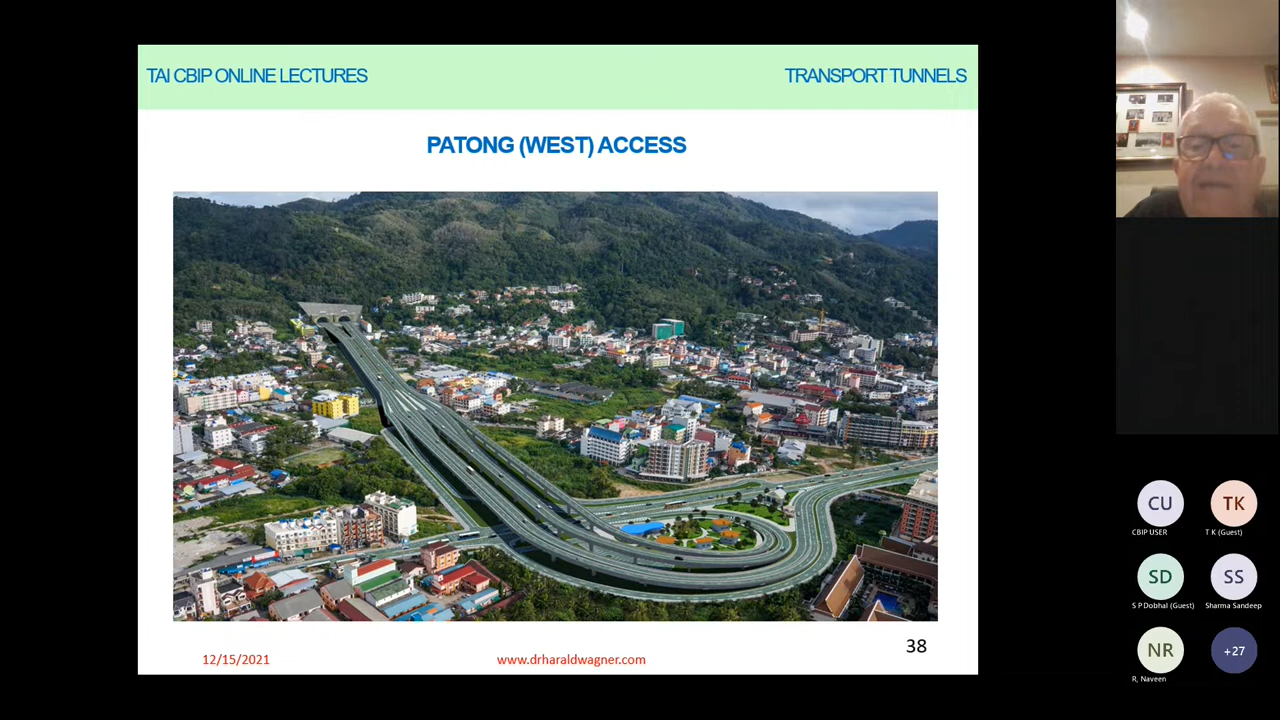 TAI CBIP ONLINE LECTURES
TRANSPORT TUNNELS
PATONG (WEST) ACCESS
12/15/2021
www.drharaldwagner.com
38
CU
TK
CBIP USER
T K (Guest)
SD
SS
S P Dobhal (Guest)
Sharma Sandeep
NR
+27
R, Naveen